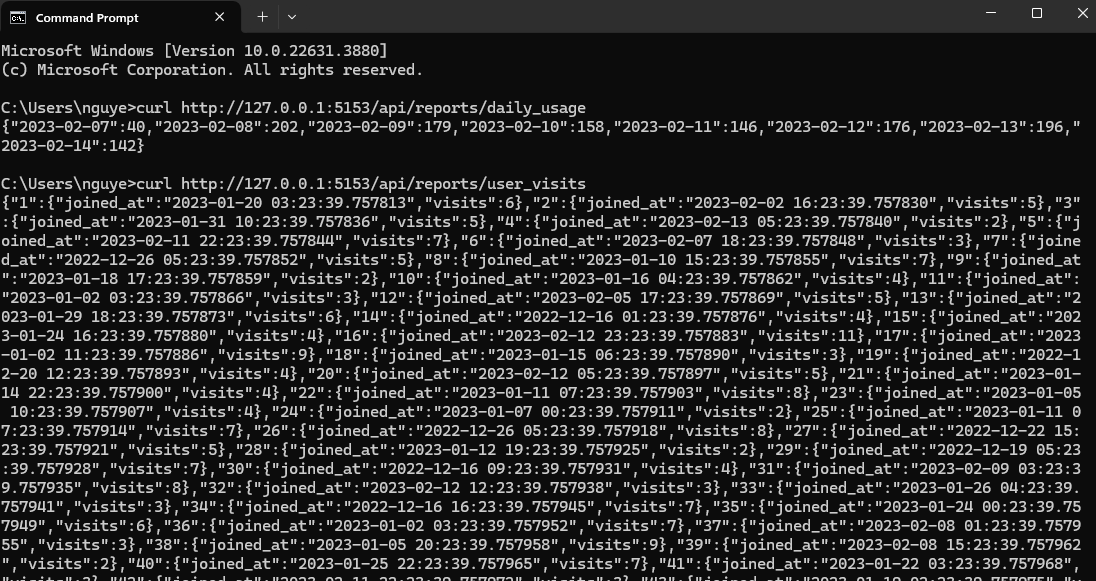 Command Prompt
Microsoft Windows [Version 10.0.22631.3880]
(c) Microsoft Corporation. All rights reserved.
C:\Users\nguye>curl http://127.0.0.1:5153/api/reports/daily_usage
{"2023-02-07":40,"2023-02-08":202,"2023-02-09":179,"2023-02-10":158,"2023-02-11":146,"2023-02-12":176,"2023-02-13":196,"
2023-02-14":142}
C:\Users\nguye>curl http://127.0.0.1:5153/api/reports/user_visits
{"1":{"joined_at":"2023-01-20 03:23:39.757813","visits":6},"2":{"joined_at":"2023-02-02 16:23:39.757830","visits":5},"3"
:{"joined_at":"2023-01-31 10:23:39.757836","visits":5},"4":{"joined_at":"2023-02-13 05:23:39.757840","visits":2},"5":{"j
oined_at":"2023-02-11 22:23:39.757844","visits":7},"6":{"joined_at":"2023-02-07 18:23:39.757848","visits":3},"7":{"joine
d_at":"2022-12-26 05:23:39.757852","visits":5},"8":{"joined_at":"2023-01-10 15:23:39.757855","visits":7},"9":{"joined_at
":"2023-01-18 17:23:39.757859","visits":2},"10":{"joined_at":"2023-01-16 04:23:39.757862","visits":4},"11":{"joined_at":
"2023-01-02 03:23:39.757866","visits":3},"12":{"joined_at":"2023-02-05 17:23:39.757869","visits":5},"13":{"joined_at":"2
023-01-29 18:23:39.757873","visits":6},"14":{"joined_at":"2022-12-16 01:23:39.757876","visits":4},"15":{"joined_at":"202
3-01-24 16:23:39.757880","visits":4},"16":{"joined_at":"2023-02-12 23:23:39.757883","visits":11},"17":{"joined_at":"2023
-01-02 11:23:39.757886","visits":9},"18":{"joined_at":"2023-01-15 06:23:39.757890","visits":3},"19":{"joined_at":"2022-1
2-20 12:23:39.757893","visits":4},"20":{"joined_at":"2023-02-12 05:23:39.757897","visits":5},"21":{"joined_at":"2023-01-
14 22:23:39.757900","visits":4},"22":{"joined_at":"2023-01-11 07:23:39.757903","visits":8},"23":{"joined_at":"2023-01-05
 10:23:39.757907","visits":4},"24":{"joined_at":"2023-01-07 00:23:39.757911","visits":2},"25":{"joined_at":"2023-01-11 0
7:23:39.757914","visits":7},"26":{"joined_at":"2022-12-26 05:23:39.757918","visits":8},"27":{"joined_at":"2022-12-22 15:
23:39.757921","visits":5},"28":{"joined_at":"2023-01-12 19:23:39.757925","visits":2},"29":{"joined_at":"2022-12-19 05:23
:39.757928","visits":7},"30":{"joined_at":"2022-12-16 09:23:39.757931","visits":4},"31":{"joined_at":"2023-02-09 03:23:3
9.757935","visits":8},"32":{"joined_at":"2023-02-12 12:23:39.757938","visits":3},"33":{"joined_at":"2023-01-26 04:23:39.
757941","visits":3},"34":{"joined_at":"2022-12-16 16:23:39.757945","visits":7},"35":{"joined_at":"2023-01-24 00:23:39.75
7949","visits":6},"36":{"joined_at":"2023-01-02 03:23:39.757952","visits":7},"37":{"joined_at":"2023-02-08 01:23:39.7579
55","visits":3},"38":{"joined_at":"2023-01-05 20:23:39.757958","visits":9},"39":{"joined_at":"2023-02-08 15:23:39.757962
","visits":2},"40":{"joined_at":"2023-01-25 22:23:39.757965","visits":7},"41":{"joined_at":"2023-01-22 03:23:39.757968",